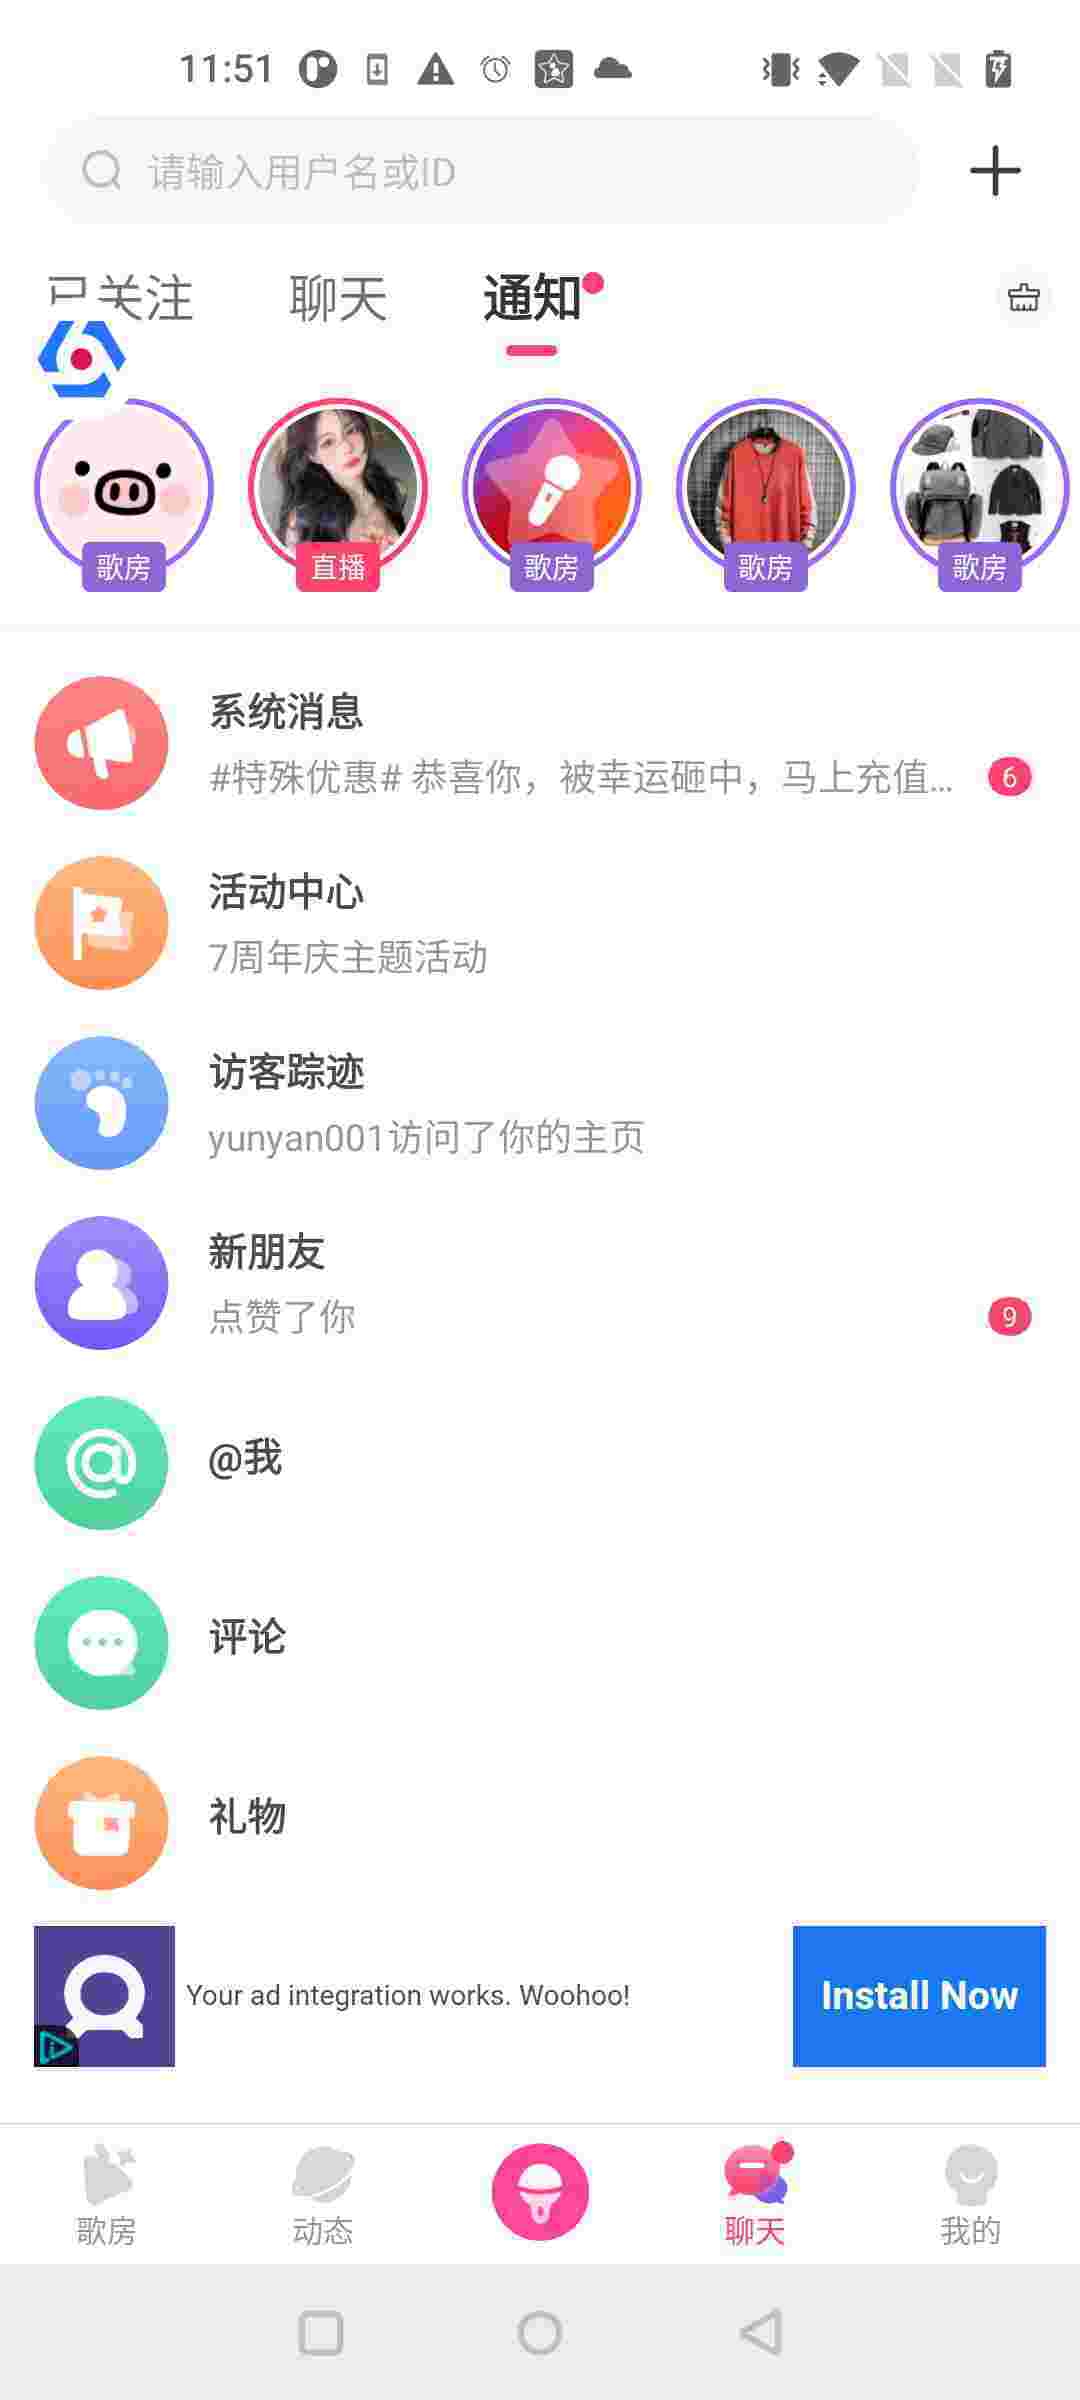 11:51
请输入用户名或ID
已关注 聊天 通知
歌房 直播 歌房 歌房 歌房
系统消息
#特殊优惠# 恭喜你，被幸运砸中，马上充值... 6
活动中心
7周年庆主题活动
访客踪迹
yunyan001访问了你的主页
新朋友
点赞了你 9
@我
评论
礼物
Your ad integration works. Woohoo! Install Now
歌房 动态 聊天 我的